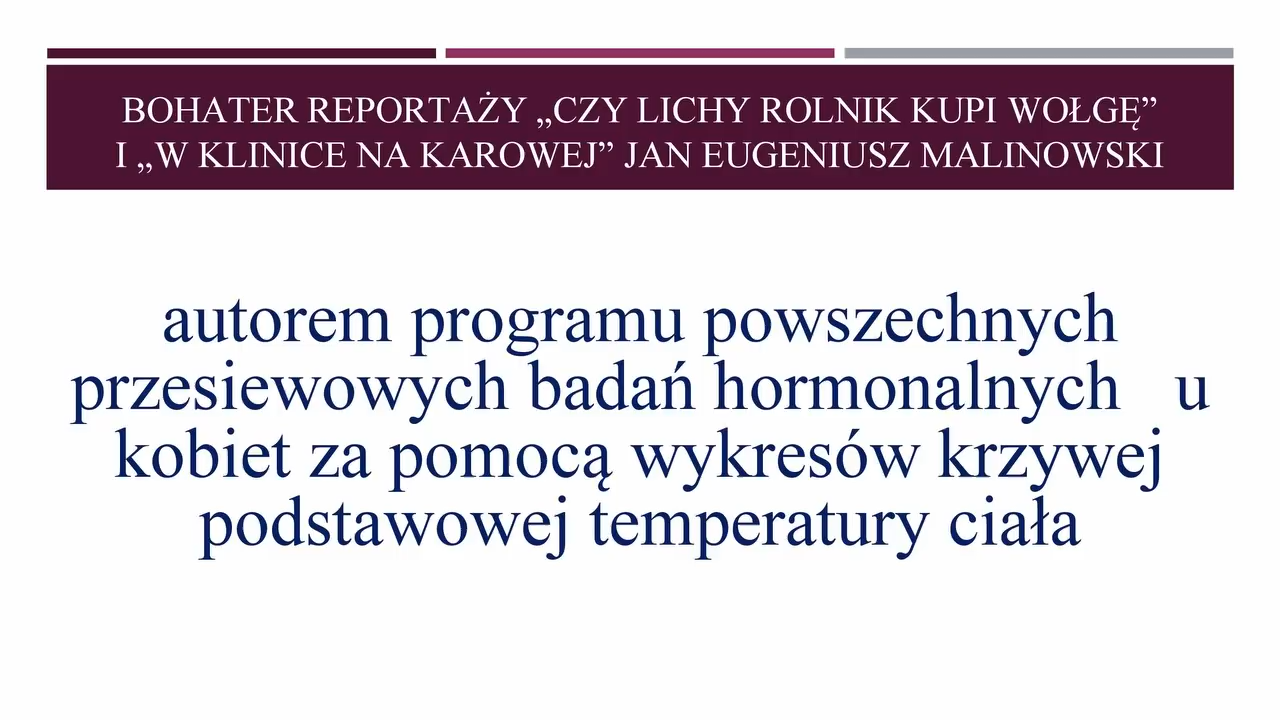 BOHATER REPORTAŻY „CZY LICHY ROLNIK KUPI WOŁGĘ”
I „W KLINICE NA KAROWEJ” JAN EUGENIUSZ MALINOWSKI
autorem programu powszechnych
przesiewowych badań hormonalnych u
kobiet za pomocą wykresów krzywej
podstawowej temperatury ciała